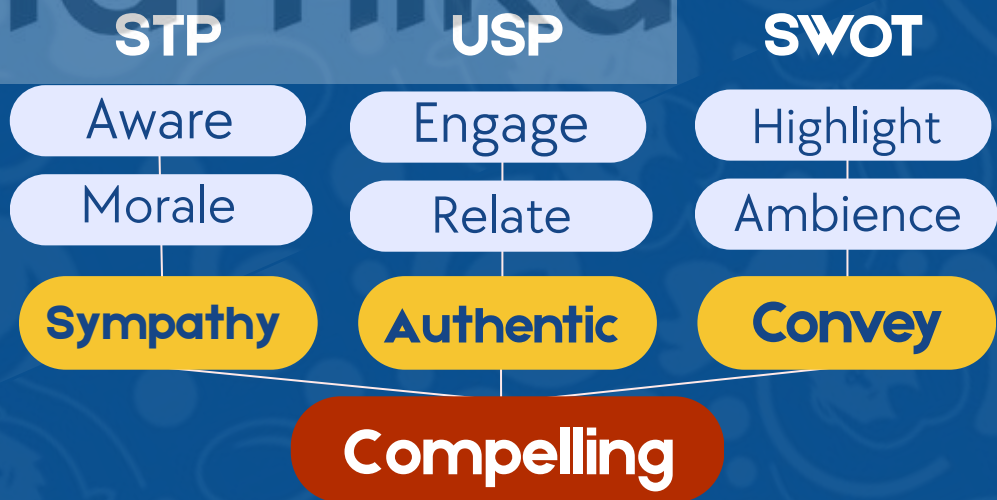 STP USP SWOT
Aware Engage Highlight
Morale Relate Ambience
Sympathy Authentic Convey
Compelling